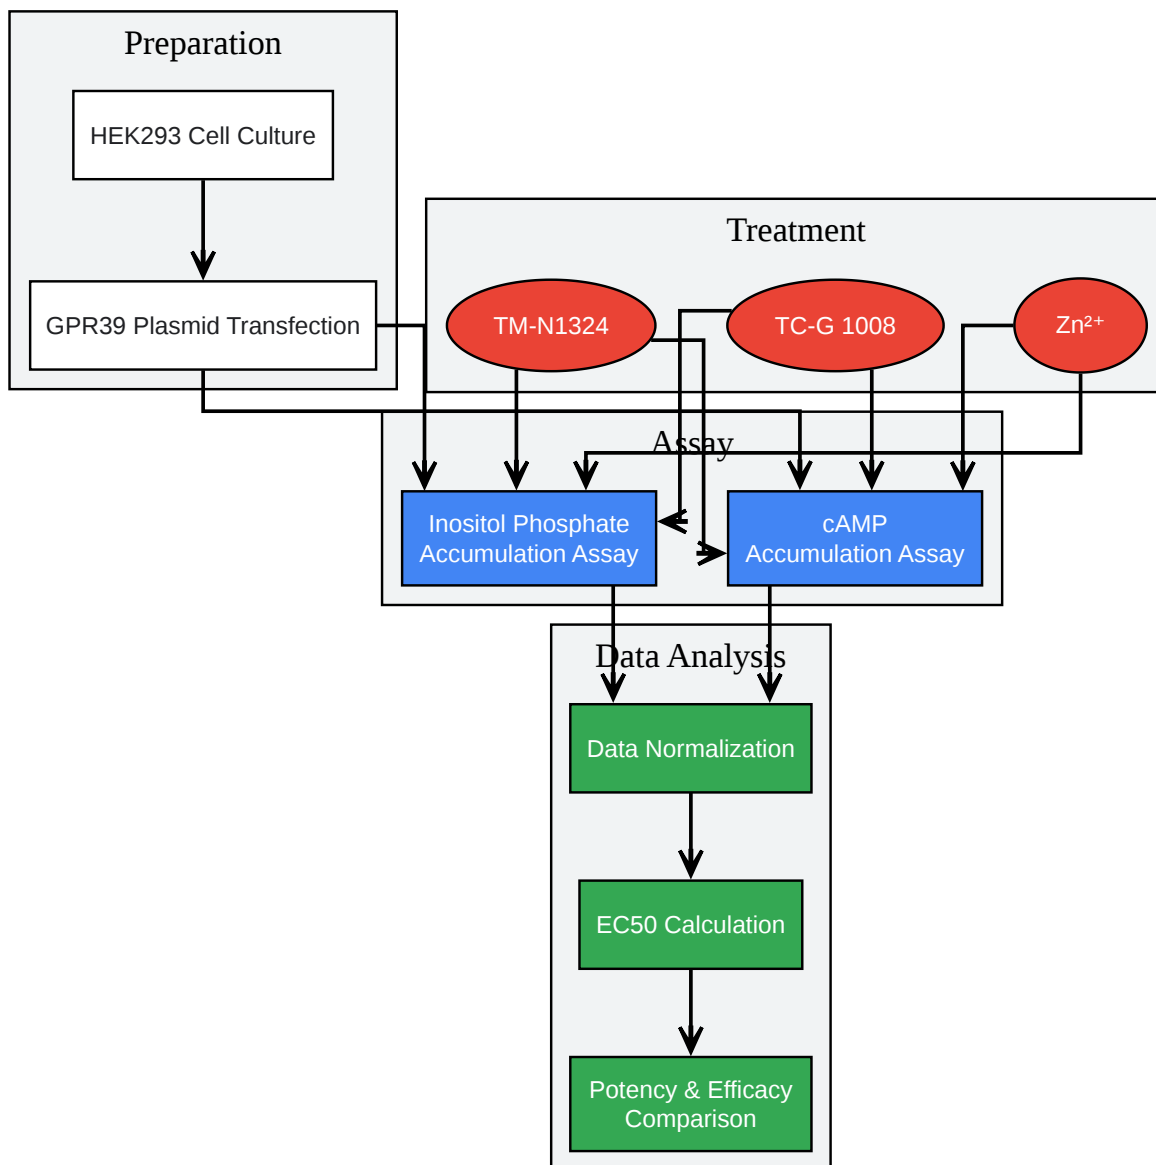 Preparation
HEK293 Cell Culture
GPR39 Plasmid Transfection
Treatment
TM-N1324
TC-G 1008
Zn²⁺
Assay
Inositol Phosphate
Accumulation Assay
cAMP
Accumulation Assay
Data Analysis
Data Normalization
EC50 Calculation
Potency & Efficacy
Comparison